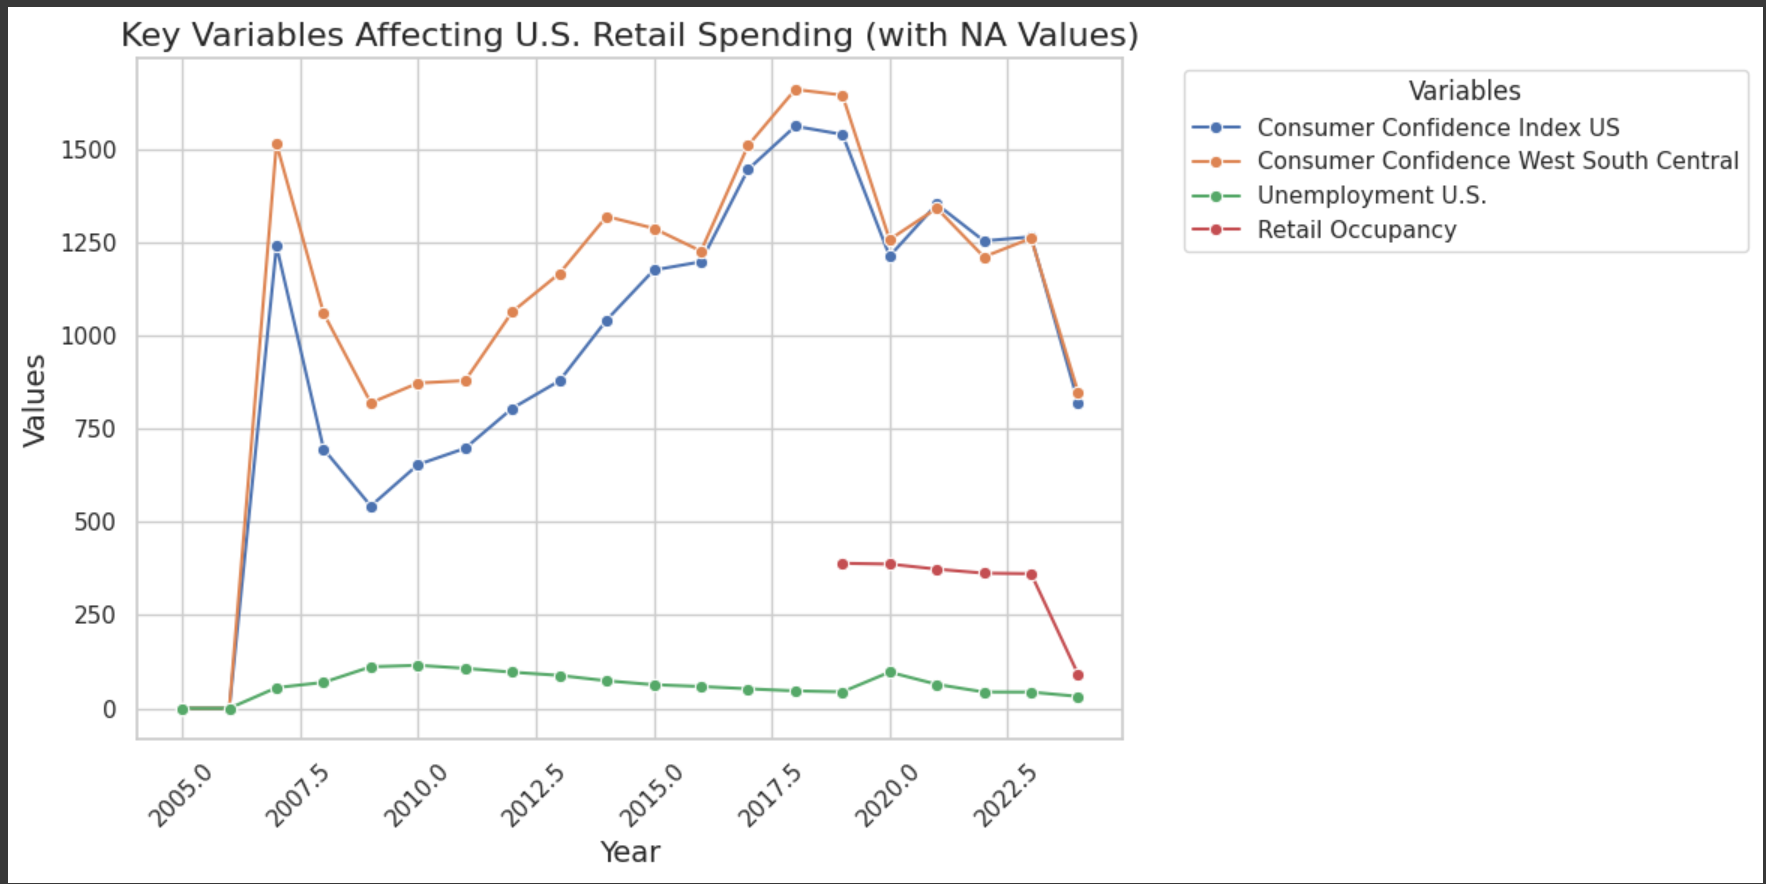 Key Variables Affecting U.S. Retail Spending (with NA Values)
Variables
Consumer Confidence Index US
Consumer Confidence West South Central
Unemployment U.S.
Retail Occupancy
Values
1500
1250
1000
750
500
250
0
2005.0
2007.5
2010.0
2012.5
2015.0
2017.5
2020.0
2022.5
Year